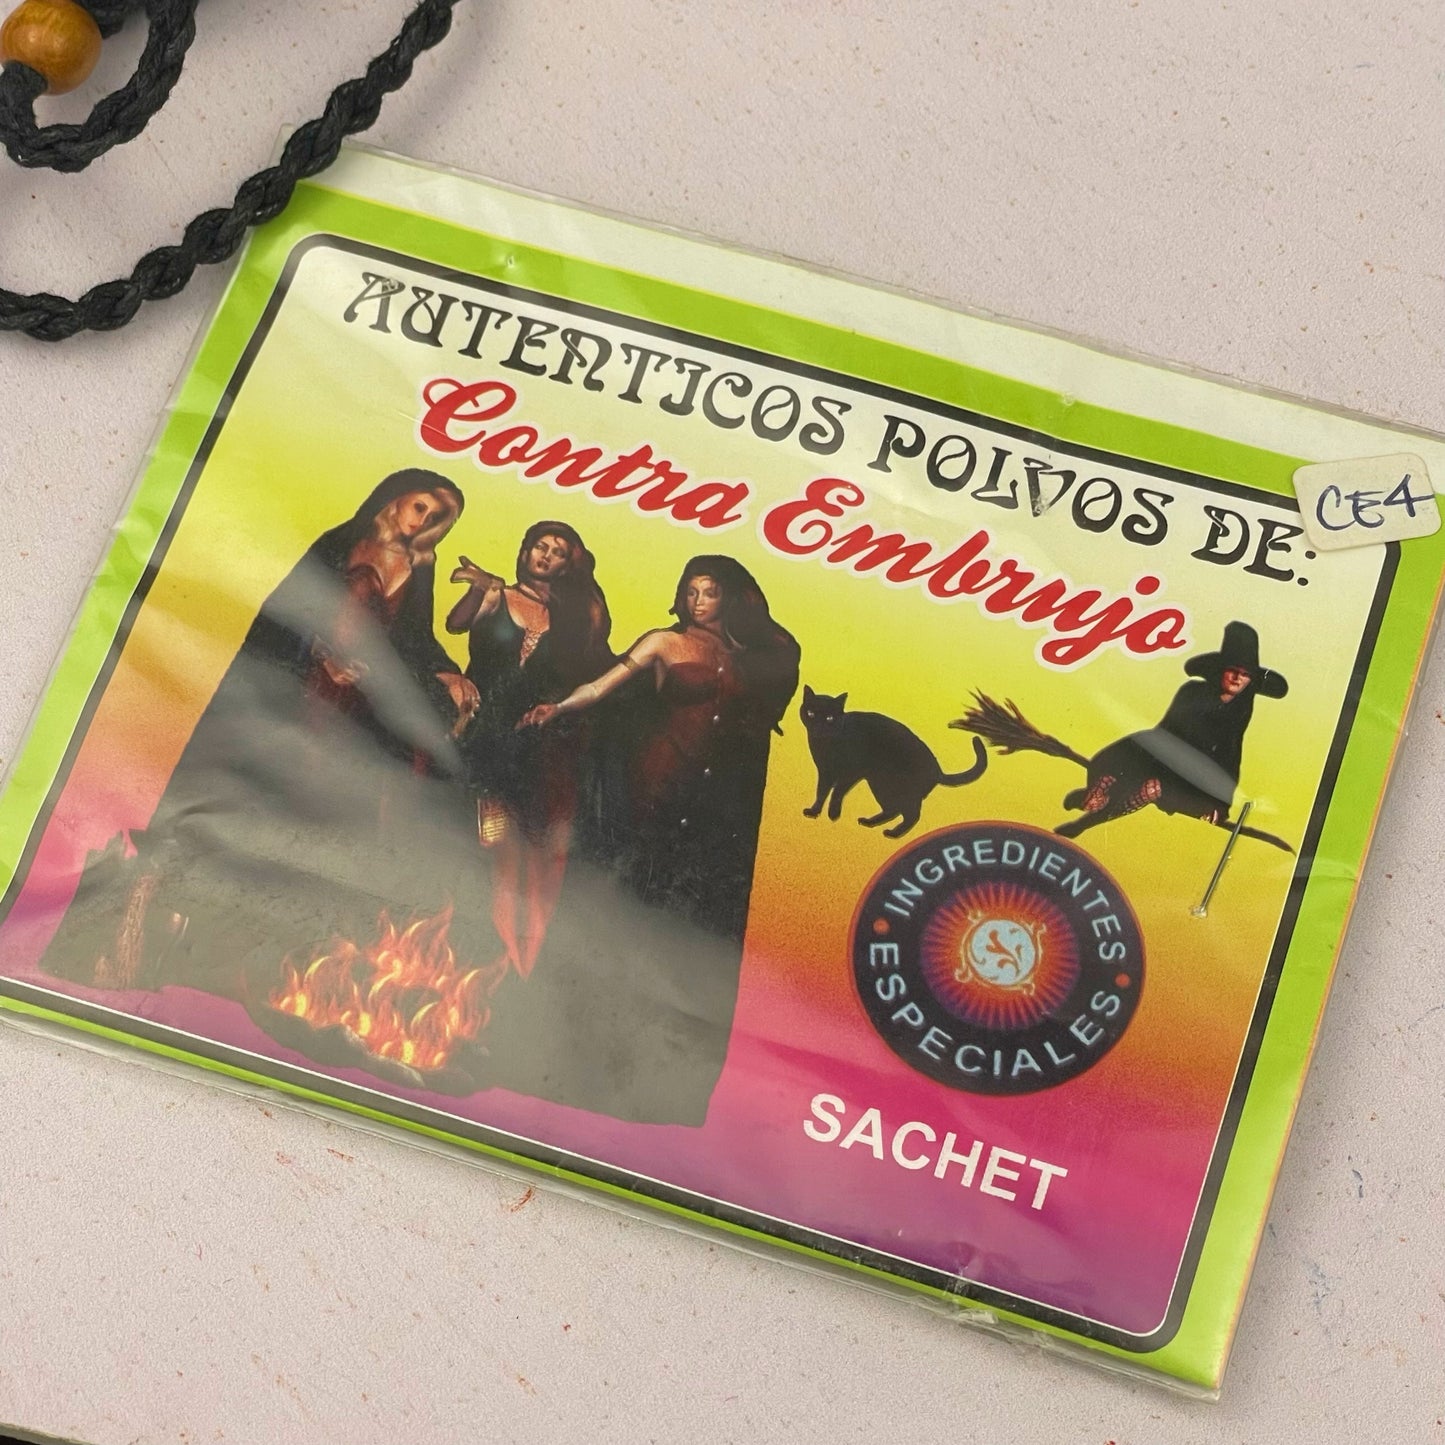 AUTENTICOS POLVOS DE:
Contra Embrujo
CE4
INGREDIENTES
ESPECIALES
SACHET